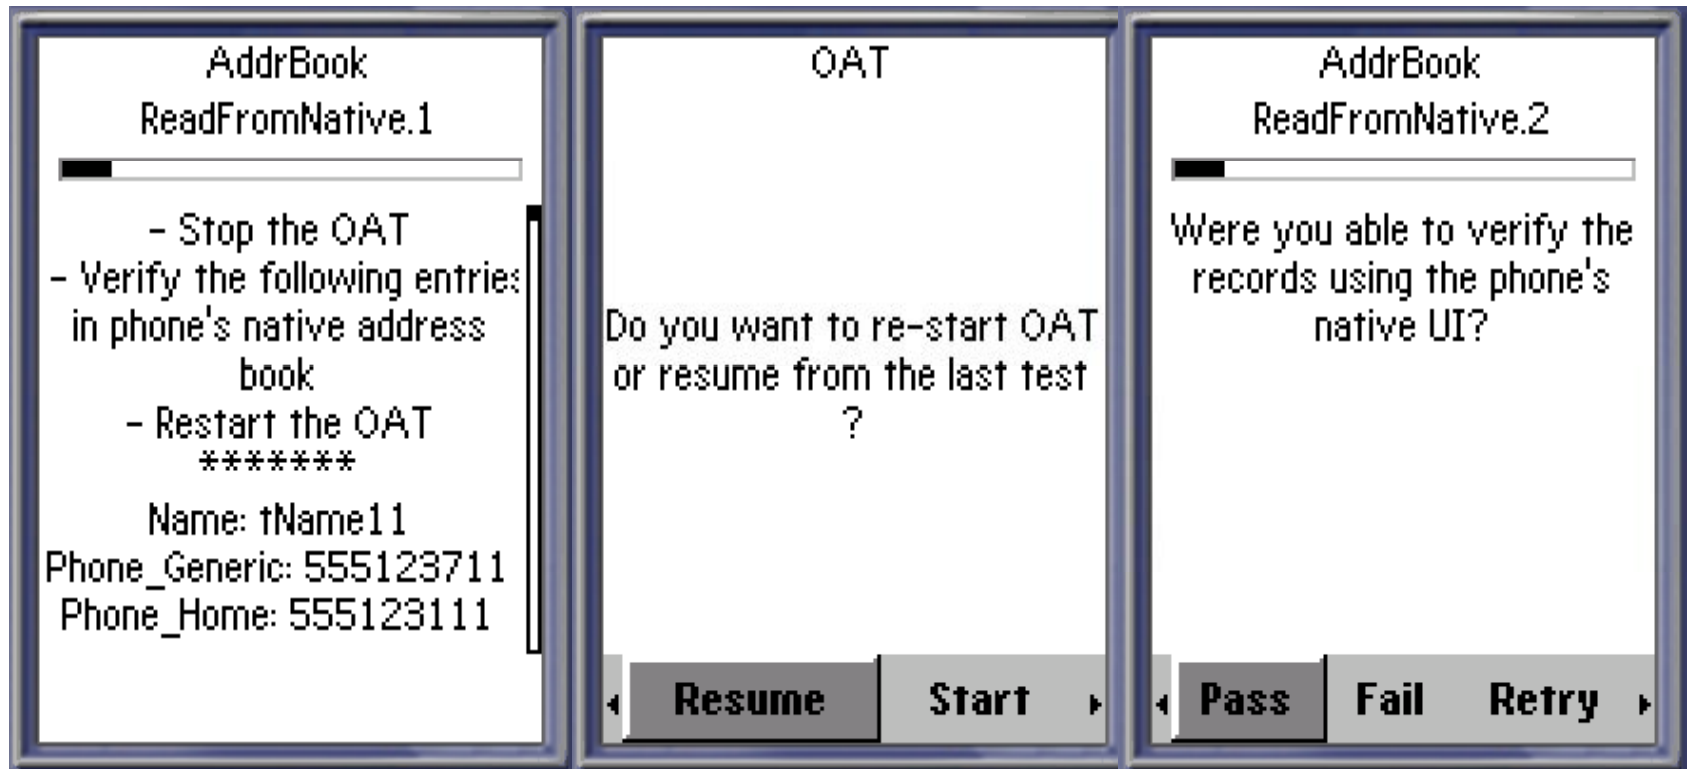 AddrBook
ReadFromNative.1
- Stop the OAT
- Verify the following entries
in phone's native address
book
- Restart the OAT
*******
Name: tName11
Phone_Generic: 555123711
Phone_Home: 555123111
OAT
Do you want to re-start OAT
or resume from the last test
?
Resume Start
AddrBook
ReadFromNative.2
Were you able to verify the
records using the phone's
native UI?
Pass Fail Retry